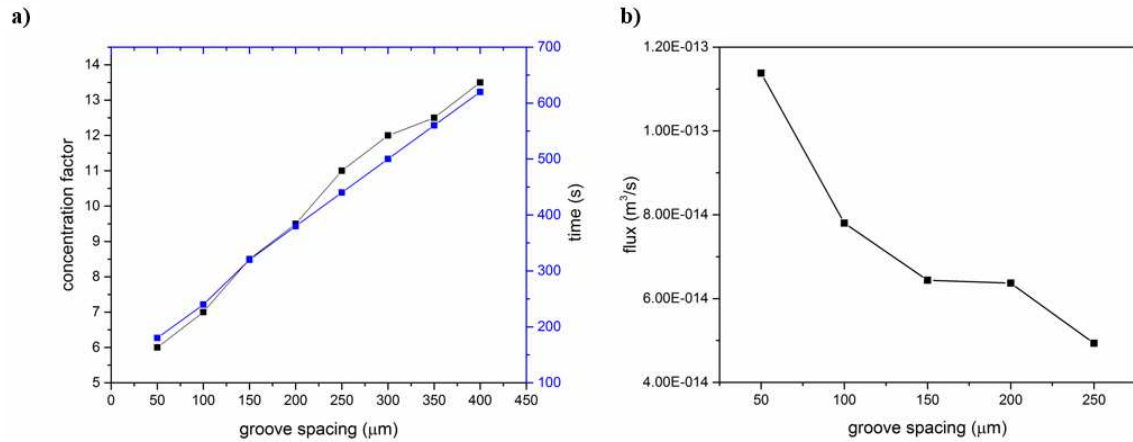 a)
14
13
12
11
10
9
8
7
6
5
concentration factor
0 50 100 150 200 250 300 350 400 450
groove spacing (μm)
700
600
500
400
300
200
100
time (s)
b)
1.20E-013
1.00E-013
8.00E-014
6.00E-014
4.00E-014
flux (m³/s)
50 100 150 200 250
groove spacing (μm)